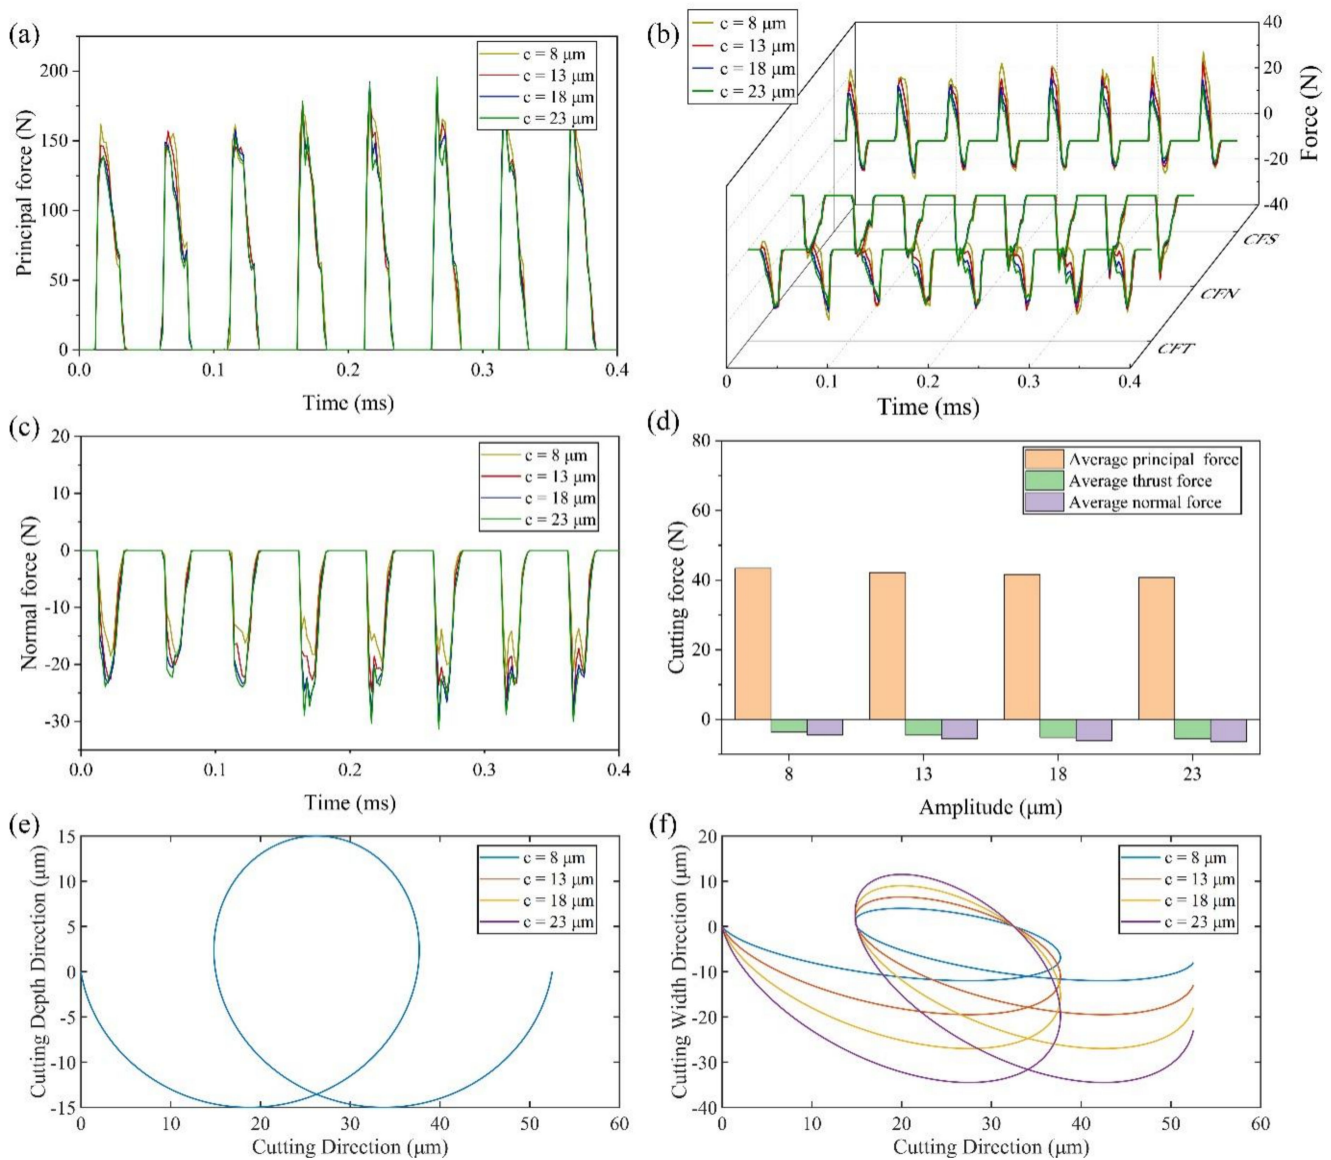 (a)
c = 8 μm
c = 13 μm
c = 18 μm
c = 23 μm
200
150
100
50
0
Principal force (N)
0.0 0.1 0.2 0.3 0.4
Time (ms)
(b)
c = 8 μm
c = 13 μm
c = 18 μm
c = 23 μm
40
20
0
-20
-40
Force (N)
CFS
CFN
CFT
0 0.1 0.2 0.3 0.4
Time (ms)
(c)
c = 8 μm
c = 13 μm
c = 18 μm
c = 23 μm
20
10
0
-10
-20
-30
Normal force (N)
0.0 0.1 0.2 0.3 0.4
Time (ms)
(d)
Average principal force
Average thrust force
Average normal force
80
60
40
20
0
Cutting force (N)
8 13 18 23
Amplitude (μm)
(e)
c = 8 μm
c = 13 μm
c = 18 μm
c = 23 μm
15
10
5
0
-5
-10
-15
Cutting Depth Direction (μm)
0 10 20 30 40 50 60
Cutting Direction (μm)
(f)
c = 8 μm
c = 13 μm
c = 18 μm
c = 23 μm
20
10
0
-10
-20
-30
-40
Cutting Width Direction (μm)
0 10 20 30 40 50 60
Cutting Direction (μm)